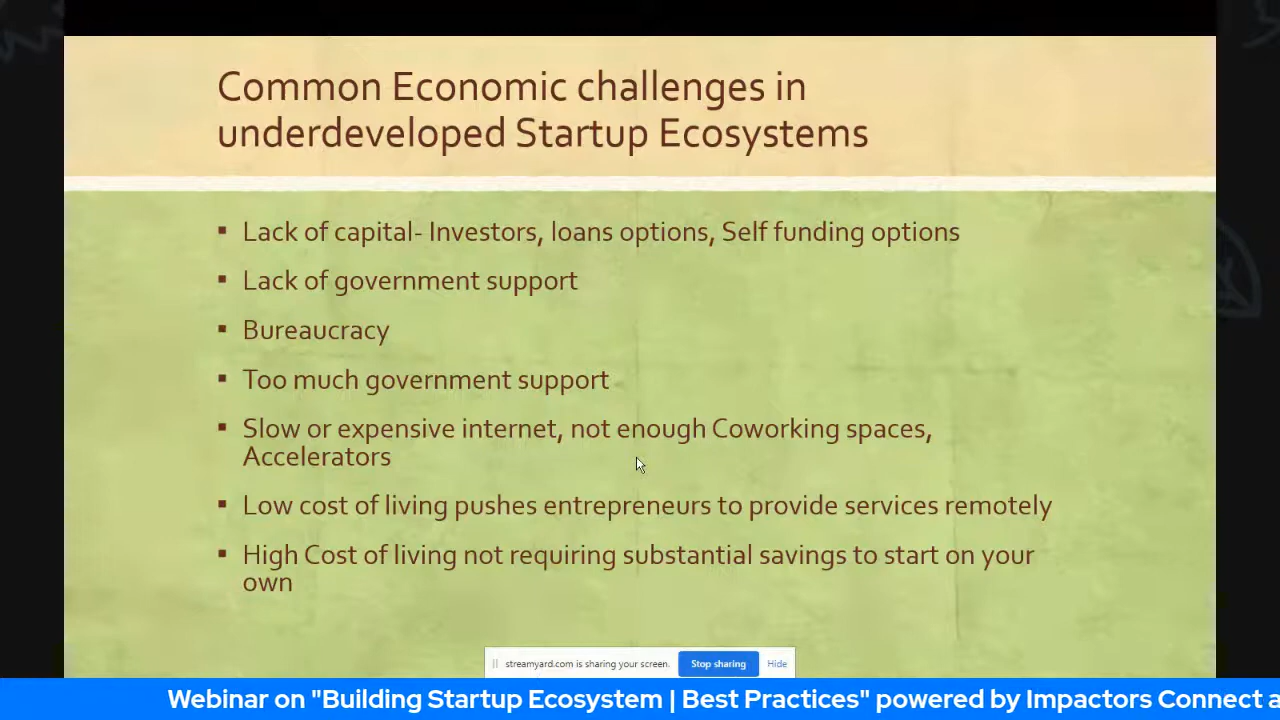 Common Economic challenges in
underdeveloped Startup Ecosystems
▪ Lack of capital- Investors, loans options, Self funding options
▪ Lack of government support
▪ Bureaucracy
▪ Too much government support
▪ Slow or expensive internet, not enough Coworking spaces,
Accelerators
▪ Low cost of living pushes entrepreneurs to provide services remotely
▪ High Cost of living not requiring substantial savings to start on your
own
streamyard.com is sharing your screen. Stop sharing Hide
Webinar on "Building Startup Ecosystem | Best Practices" powered by Impactors Connect a